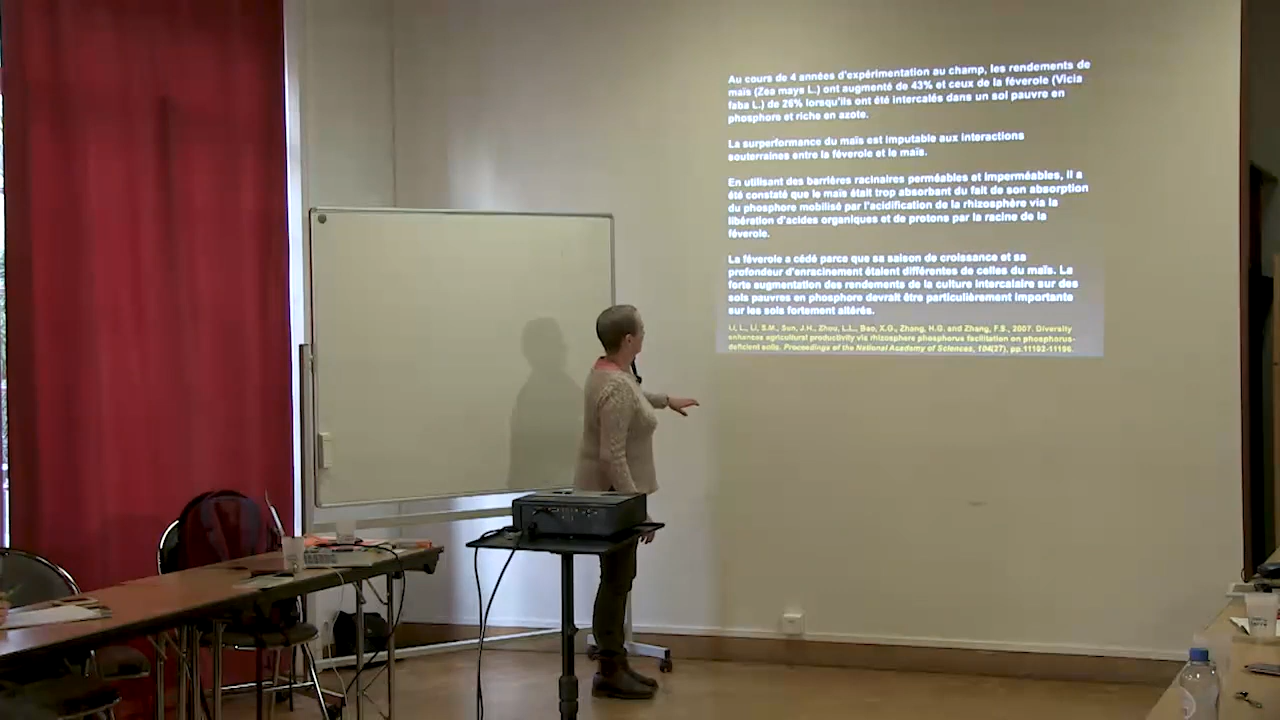 Au cours de 4 années d'expérimentation au champ, les rendements de
maïs (Zea mays L.) ont augmenté de 43% et ceux de la féverole (Vicia
faba L.) de 26% lorsqu'ils ont été intercalés dans un sol pauvre en
phosphore et riche en azote.
La surperformance du maïs est imputable aux interactions
souterraines entre la féverole et le maïs.
En utilisant des barrières racinaires perméables et imperméables, il a
été constaté que le maïs était trop absorbant du fait de son absorption
du phosphore mobilisé par l'acidification de la rhizosphère via la
libération d'acides organiques et de protons par la racine de la
féverole.
La féverole a cédé parce que sa saison de croissance et sa
profondeur d'enracinement étaient différentes de celles du maïs. La
forte augmentation des rendements de la culture intercalaire sur des
sols pauvres en phosphore devrait être particulièrement importante
sur les sols fortement altérés.
Li, L., Li, S.M., Sun, J.H., Zhou, L.L., Bao, X.G., Zhang, H.G. and Zhang, F.S., 2007. Diversity
enhances agricultural productivity via rhizosphere phosphorus facilitation on phosphorus-
deficient soils. Proceedings of the National Academy of Sciences, 104(27), pp.11192-11196.